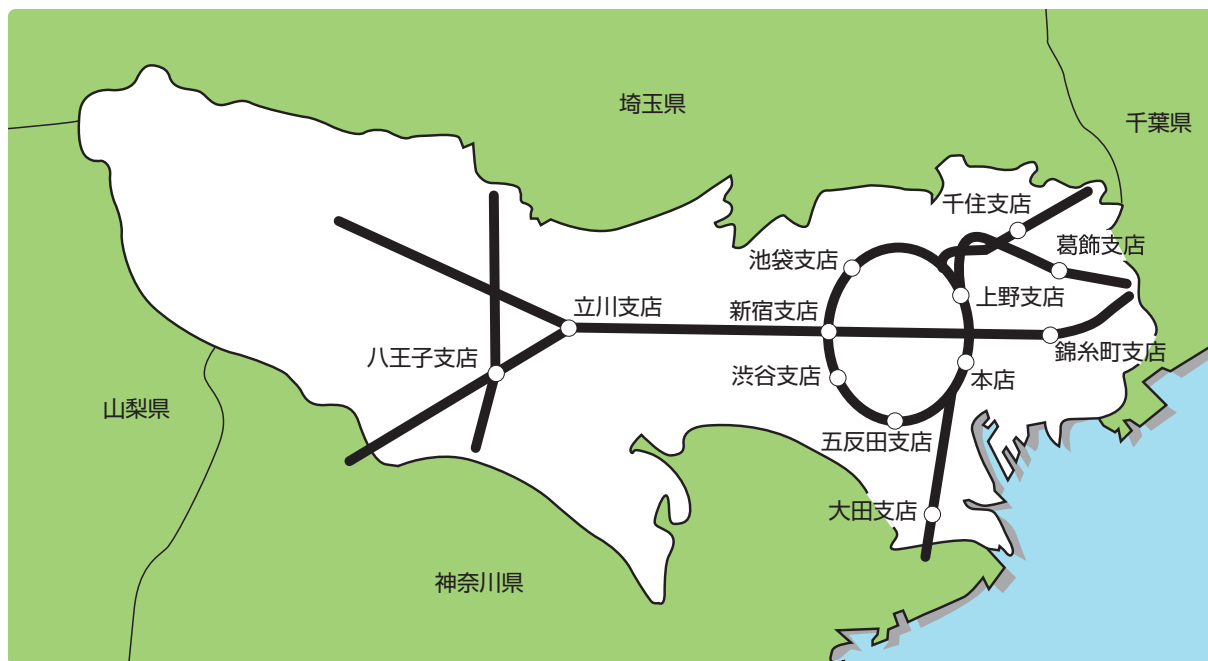 埼玉県
千葉県
千住支店
葛飾支店
池袋支店
上野支店
立川支店
新宿支店
錦糸町支店
八王子支店
渋谷支店
本店
山梨県
五反田支店
大田支店
神奈川県